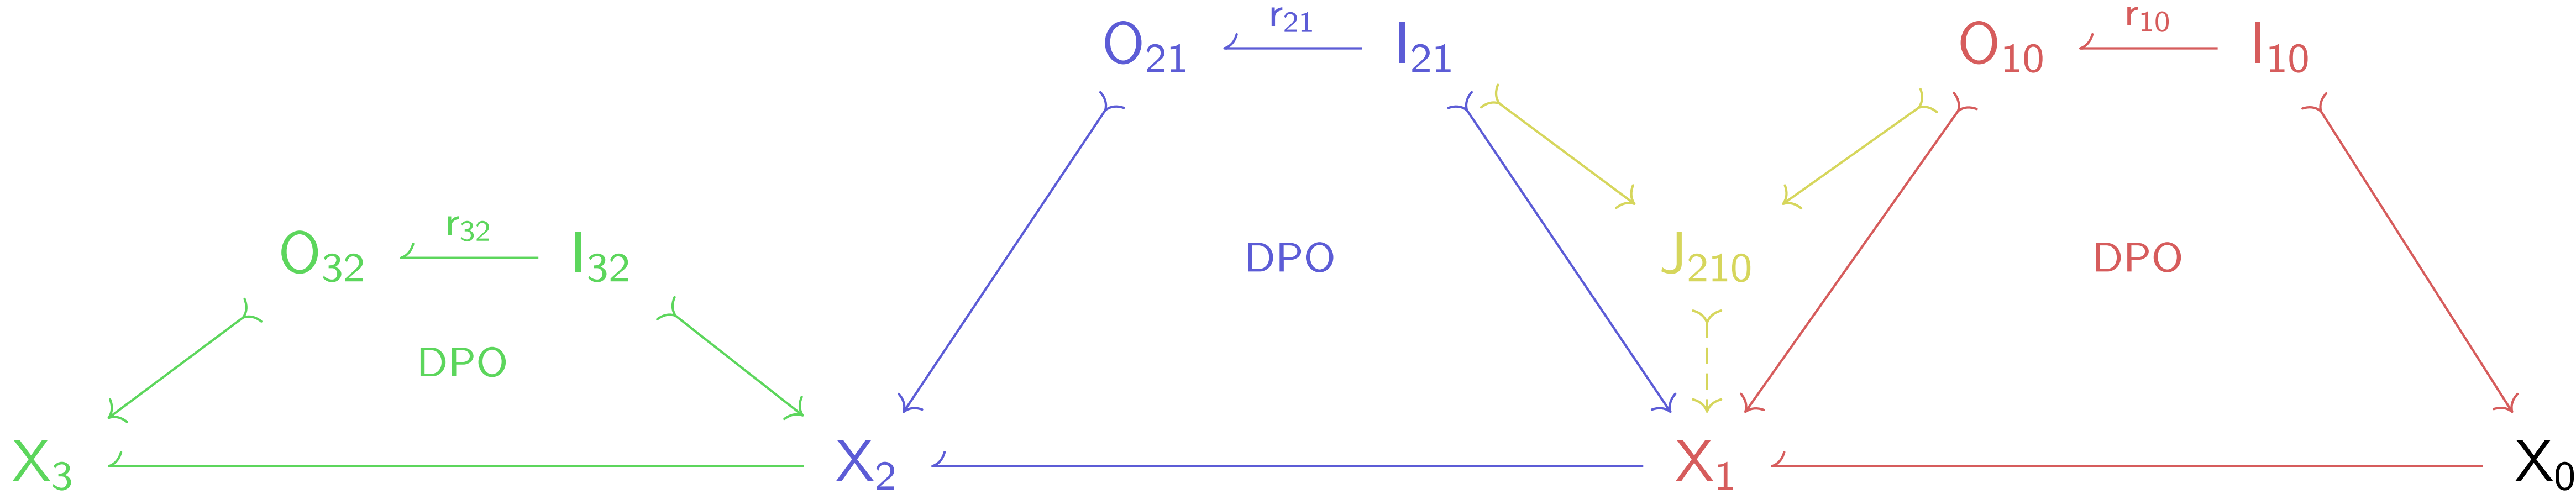 r₂₁ r₁₀
O₂₁ I₂₁ O₁₀ I₁₀
r₃₂
O₃₂ I₃₂ DPO J₂₁₀ DPO
DPO
X₃ X₂ X₁ X₀